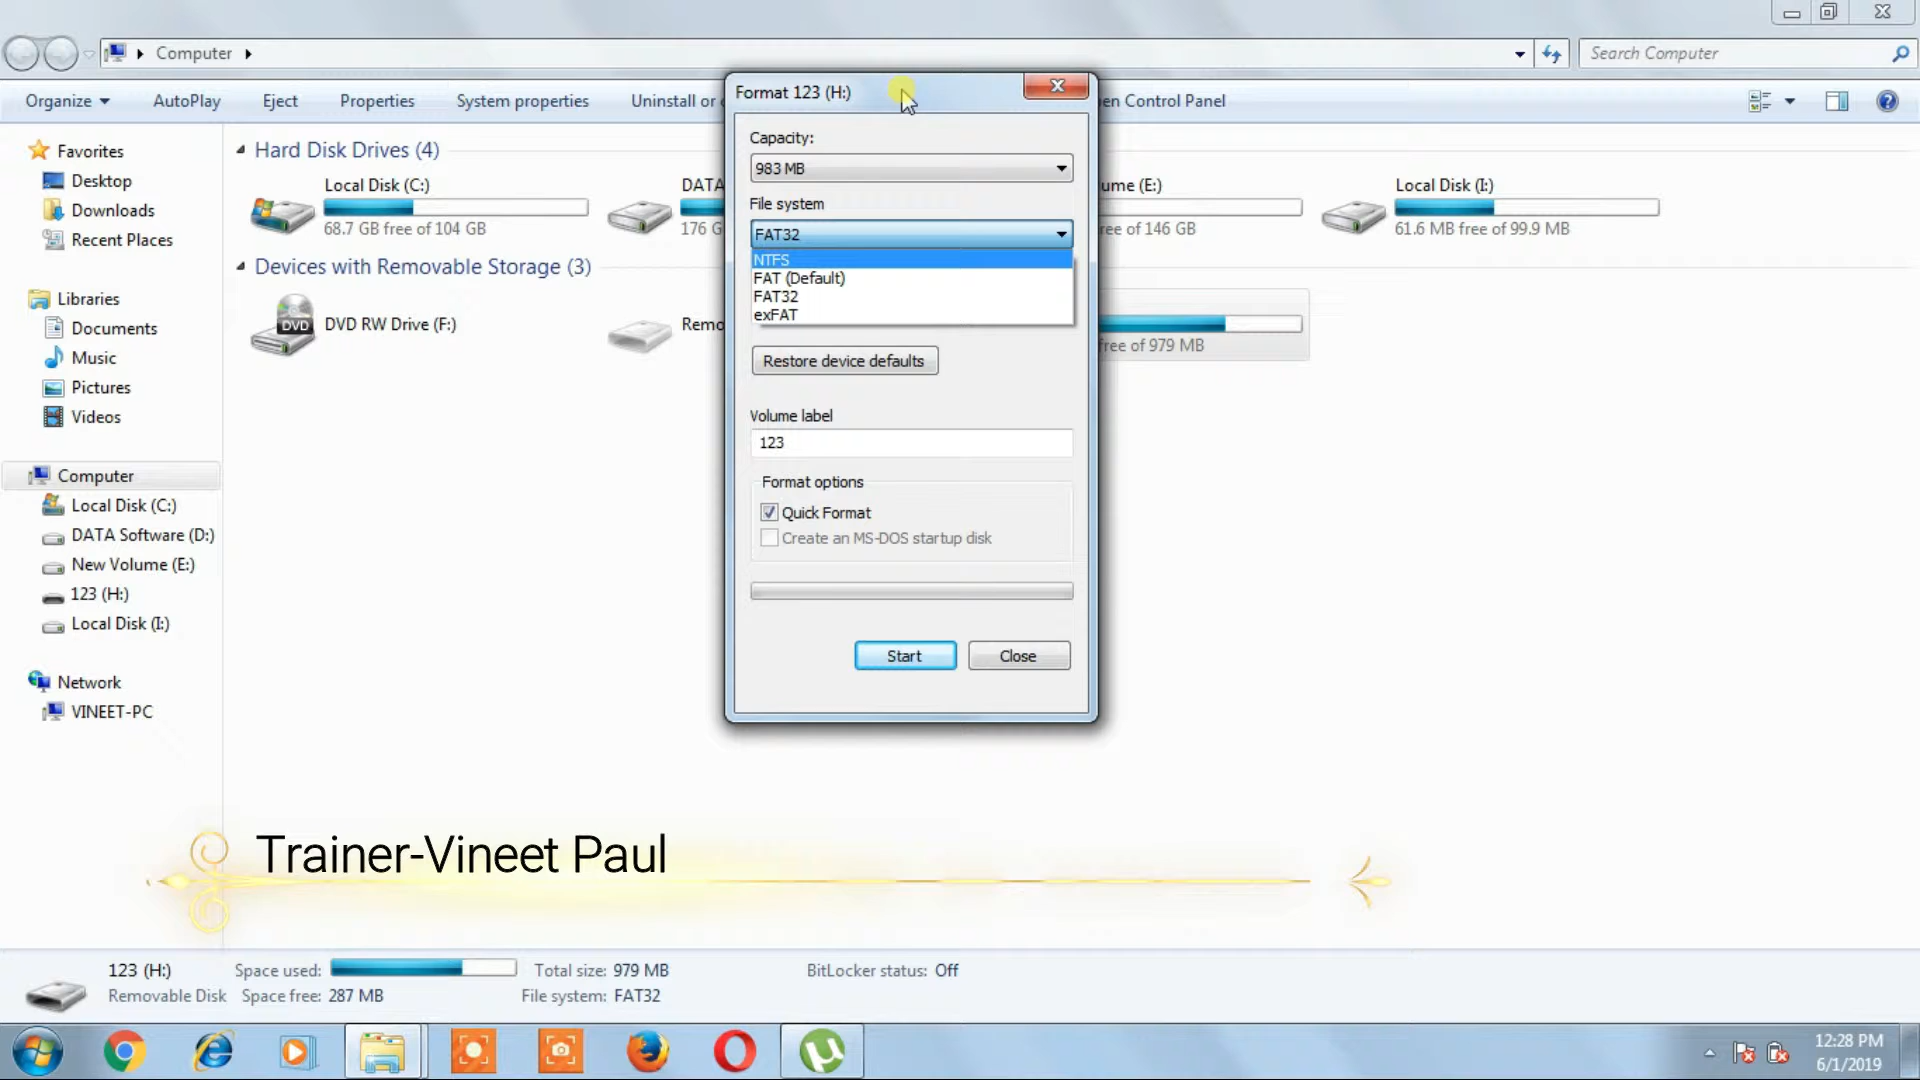 Computer
Search Computer
Organize
AutoPlay
Eject
Properties
System properties
Uninstall or
en Control Panel
Favorites
Desktop
Downloads
Recent Places
Libraries
Documents
Music
Pictures
Videos
Computer
Local Disk (C:)
DATA Software (D:)
New Volume (E:)
123 (H:)
Local Disk (I:)
Network
VINEET-PC
Hard Disk Drives (4)
Local Disk (C:)
68.7 GB free of 104 GB
DATA
176 G
ume (E:)
ee of 146 GB
Local Disk (I:)
61.6 MB free of 99.9 MB
Devices with Removable Storage (3)
DVD
DVD RW Drive (F:)
Remo
free of 979 MB
Format 123 (H:)
Capacity:
983 MB
File system
FAT32
NTFS
FAT (Default)
FAT32
exFAT
Restore device defaults
Volume label
123
Format options
Quick Format
Create an MS-DOS startup disk
Start
Close
Trainer-Vineet Paul
123 (H:)
Space used:
Total size: 979 MB
BitLocker status: Off
Removable Disk
Space free: 287 MB
File system: FAT32
12:28 PM
6/1/2019